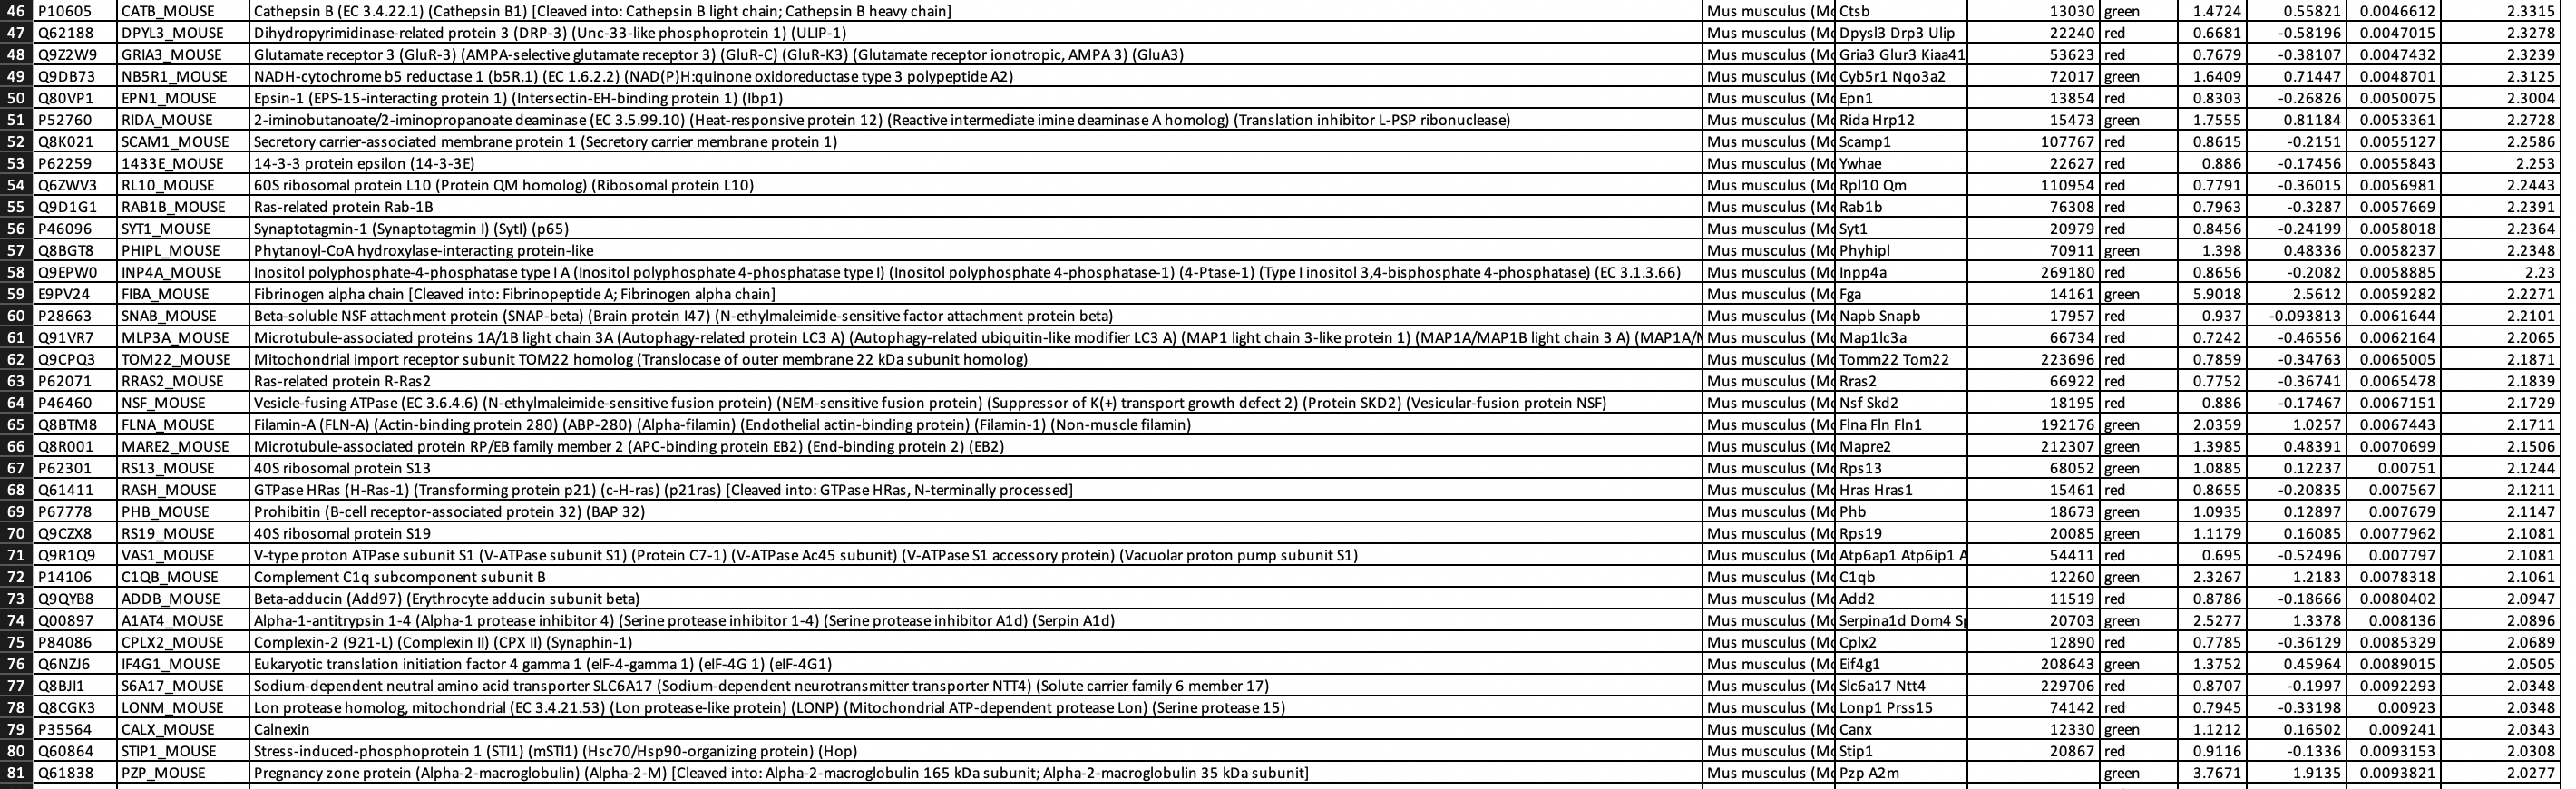 46 P10605 CATB_MOUSE Cathepsin B (EC 3.4.22.1) (Cathepsin B1) [Cleaved into: Cathepsin B light chain; Cathepsin B heavy chain] Mus musculus (Mo Ctsb 13030 green 1.4724 0.55821 0.0046612 2.3315
47 Q62188 DPYL3_MOUSE Dihydropyrimidinase-related protein 3 (DRP-3) (Unc-33-like phosphoprotein 1) (ULIP-1) Mus musculus (Mo Dpysl3 Drp3 Ulip 22240 red 0.6681 -0.58196 0.0047015 2.3278
48 Q9Z2W9 GRIA3_MOUSE Glutamate receptor 3 (GluR-3) (AMPA-selective glutamate receptor 3) (GluR-C) (GluR-K3) (Glutamate receptor ionotropic, AMPA 3) (GluA3) Mus musculus (Mo Gria3 Glur3 Kiaa41 53623 red 0.7679 -0.38107 0.0047432 2.3239
49 Q9DB73 NB5R1_MOUSE NADH-cytochrome b5 reductase 1 (b5R.1) (EC 1.6.2.2) (NAD(P)H:quinone oxidoreductase type 3 polypeptide A2) Mus musculus (Mo Cyb5r1 Nqo3a2 72017 green 1.6409 0.71447 0.0048701 2.3125
50 Q80VP1 EPN1_MOUSE Epsin-1 (EPS-15-interacting protein 1) (Intersectin-EH-binding protein 1) (Ibp1) Mus musculus (Mo Epn1 13854 red 0.8303 -0.26826 0.0050075 2.3004
51 P52760 RIDA_MOUSE 2-iminobutanoate/2-iminopropanoate deaminase (EC 3.5.99.10) (Heat-responsive protein 12) (Reactive intermediate imine deaminase A homolog) (Translation inhibitor L-PSP ribonuclease) Mus musculus (Mo Rida Hrp12 15473 green 1.7555 0.81184 0.0053361 2.2728
52 Q8K021 SCAM1_MOUSE Secretory carrier-associated membrane protein 1 (Secretory carrier membrane protein 1) Mus musculus (Mo Scamp1 107767 red 0.8615 -0.2151 0.0055127 2.2586
53 P62259 1433E_MOUSE 14-3-3 protein epsilon (14-3-3E) Mus musculus (Mo Ywhae 22627 red 0.886 -0.17456 0.0055843 2.253
54 Q6ZWV3 RL10_MOUSE 60S ribosomal protein L10 (Protein QM homolog) (Ribosomal protein L10) Mus musculus (Mo Rpl10 Qm 110954 red 0.7791 -0.36015 0.0056981 2.2443
55 Q9D1G1 RAB1B_MOUSE Ras-related protein Rab-1B Mus musculus (Mo Rab1b 76308 red 0.7963 -0.3287 0.0057669 2.2391
56 P46096 SYT1_MOUSE Synaptotagmin-1 (Synaptotagmin I) (SytI) (p65) Mus musculus (Mo Syt1 20979 red 0.8456 -0.24199 0.0058018 2.2364
57 Q8BGT8 PHIPL_MOUSE Phytanoyl-CoA hydroxylase-interacting protein-like Mus musculus (Mo Phyhipl 70911 green 1.398 0.48336 0.0058237 2.2348
58 Q9EPW0 INP4A_MOUSE Inositol polyphosphate-4-phosphatase type I A (Inositol polyphosphate 4-phosphatase type I) (Inositol polyphosphate 4-phosphatase-1) (4-Ptase-1) (Type I inositol 3,4-bisphosphate 4-phosphatase) (EC 3.1.3.66) Mus musculus (Mo Inpp4a 269180 red 0.8656 -0.2082 0.0058885 2.23
59 E9PV24 FIBA_MOUSE Fibrinogen alpha chain [Cleaved into: Fibrinopeptide A; Fibrinogen alpha chain] Mus musculus (Mo Fga 14161 green 5.9018 2.5612 0.0059282 2.2271
60 P28663 SNAB_MOUSE Beta-soluble NSF attachment protein (SNAP-beta) (Brain protein I47) (N-ethylmaleimide-sensitive factor attachment protein beta) Mus musculus (Mo Napb Snapb 17957 red 0.937 -0.093813 0.0061644 2.2101
61 Q91VR7 MLP3A_MOUSE Microtubule-associated proteins 1A/1B light chain 3A (Autophagy-related protein LC3 A) (Autophagy-related ubiquitin-like modifier LC3 A) (MAP1 light chain 3-like protein 1) (MAP1A/MAP1B light chain 3 A) (MAP1A/M Mus musculus (Mo Map1lc3a 66734 red 0.7242 -0.46556 0.0062164 2.2065
62 Q9CPQ3 TOM22_MOUSE Mitochondrial import receptor subunit TOM22 homolog (Translocase of outer membrane 22 kDa subunit homolog) Mus musculus (Mo Tomm22 Tom22 223696 red 0.7859 -0.34763 0.0065005 2.1871
63 P62071 RRAS2_MOUSE Ras-related protein R-Ras2 Mus musculus (Mo Rras2 66922 red 0.7752 -0.36741 0.0065478 2.1839
64 P46460 NSF_MOUSE Vesicle-fusing ATPase (EC 3.6.4.6) (N-ethylmaleimide-sensitive fusion protein) (NEM-sensitive fusion protein) (Suppressor of K(+) transport growth defect 2) (Protein SKD2) (Vesicular-fusion protein NSF) Mus musculus (Mo Nsf Skd2 18195 red 0.886 -0.17467 0.0067151 2.1729
65 Q8BTM8 FLNA_MOUSE Filamin-A (FLN-A) (Actin-binding protein 280) (ABP-280) (Alpha-filamin) (Endothelial actin-binding protein) (Filamin-1) (Non-muscle filamin) Mus musculus (Mo Flna Fln Fln1 192176 green 2.0359 1.0257 0.0067443 2.1711
66 Q8R001 MARE2_MOUSE Microtubule-associated protein RP/EB family member 2 (APC-binding protein EB2) (End-binding protein 2) (EB2) Mus musculus (Mo Mapre2 212307 green 1.3985 0.48391 0.0070699 2.1506
67 P62301 RS13_MOUSE 40S ribosomal protein S13 Mus musculus (Mo Rps13 68052 green 1.0885 0.12237 0.00751 2.1244
68 Q61411 RASH_MOUSE GTPase HRas (H-Ras-1) (Transforming protein p21) (c-H-ras) (p21ras) [Cleaved into: GTPase HRas, N-terminally processed] Mus musculus (Mo Hras Hras1 15461 red 0.8655 -0.20835 0.007567 2.1211
69 P67778 PHB_MOUSE Prohibitin (B-cell receptor-associated protein 32) (BAP 32) Mus musculus (Mo Phb 18673 green 1.0935 0.12897 0.007679 2.1147
70 Q9CZX8 RS19_MOUSE 40S ribosomal protein S19 Mus musculus (Mo Rps19 20085 green 1.1179 0.16085 0.0077962 2.1081
71 Q9R1Q9 VAS1_MOUSE V-type proton ATPase subunit S1 (V-ATPase subunit S1) (Protein C7-1) (V-ATPase Ac45 subunit) (V-ATPase S1 accessory protein) (Vacuolar proton pump subunit S1) Mus musculus (Mo Atp6ap1 Atp6ip1 A 54411 red 0.695 -0.52496 0.007797 2.1081
72 P14106 C1QB_MOUSE Complement C1q subcomponent subunit B Mus musculus (Mo C1qb 12260 green 2.3267 1.2183 0.0078318 2.1061
73 Q9QYB8 ADDB_MOUSE Beta-adducin (Add97) (Erythrocyte adducin subunit beta) Mus musculus (Mo Add2 11519 red 0.8786 -0.18666 0.0080402 2.0947
74 Q00897 A1AT4_MOUSE Alpha-1-antitrypsin 1-4 (Alpha-1 protease inhibitor 4) (Serine protease inhibitor 1-4) (Serine protease inhibitor A1d) (Serpin A1d) Mus musculus (Mo Serpina1d Dom4 Sp 20703 green 2.5277 1.3378 0.008136 2.0896
75 P84086 CPLX2_MOUSE Complexin-2 (921-L) (Complexin II) (CPX II) (Synaphin-1) Mus musculus (Mo Cplx2 12890 red 0.7785 -0.36129 0.0085329 2.0689
76 Q6NZJ6 IF4G1_MOUSE Eukaryotic translation initiation factor 4 gamma 1 (eIF-4-gamma 1) (eIF-4G 1) (eIF-4G1) Mus musculus (Mo Eif4g1 208643 green 1.3752 0.45964 0.0089015 2.0505
77 Q8BJI1 S6A17_MOUSE Sodium-dependent neutral amino acid transporter SLC6A17 (Sodium-dependent neurotransmitter transporter NTT4) (Solute carrier family 6 member 17) Mus musculus (Mo Slc6a17 Ntt4 229706 red 0.8707 -0.1997 0.0092293 2.0348
78 Q8CGK3 LONM_MOUSE Lon protease homolog, mitochondrial (EC 3.4.21.53) (Lon protease-like protein) (LONP) (Mitochondrial ATP-dependent protease Lon) (Serine protease 15) Mus musculus (Mo Lonp1 Prss15 74142 red 0.7945 -0.33198 0.00923 2.0348
79 P35564 CALX_MOUSE Calnexin Mus musculus (Mo Canx 12330 green 1.1212 0.16502 0.009241 2.0343
80 Q60864 STIP1_MOUSE Stress-induced-phosphoprotein 1 (STI1) (mSTI1) (Hsc70/Hsp90-organizing protein) (Hop) Mus musculus (Mo Stip1 20867 red 0.9116 -0.1336 0.0093153 2.0308
81 Q61838 PZP_MOUSE Pregnancy zone protein (Alpha-2-macroglobulin) (Alpha-2-M) [Cleaved into: Alpha-2-macroglobulin 165 kDa subunit; Alpha-2-macroglobulin 35 kDa subunit] Mus musculus (Mo Pzp A2m green 3.7671 1.9135 0.0093821 2.0277